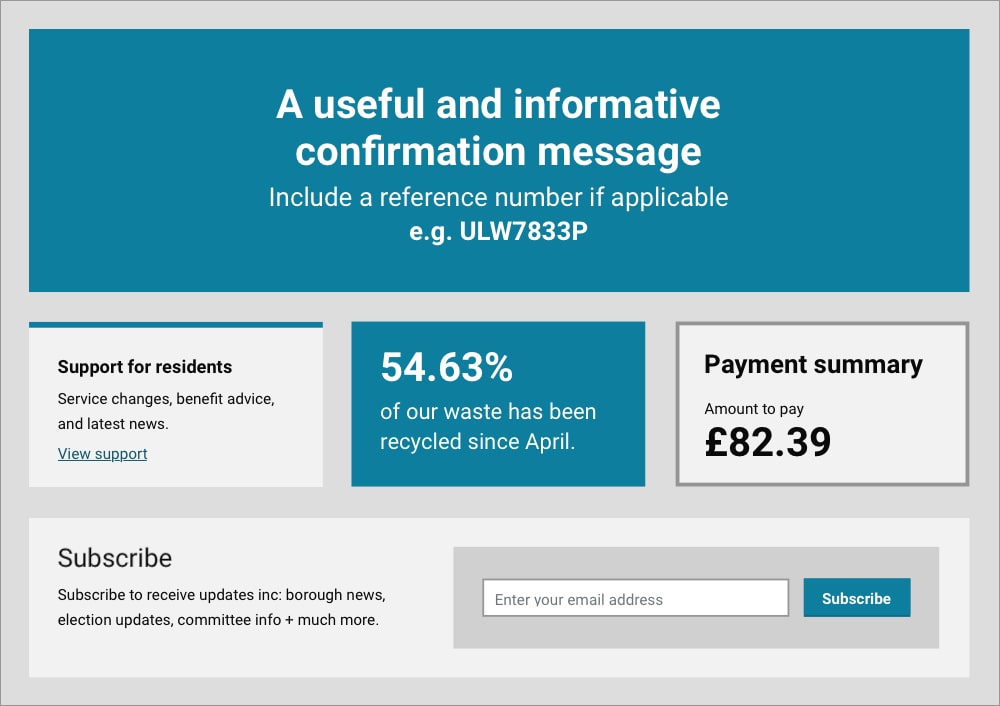 A useful and informative
confirmation message
Include a reference number if applicable
e.g. ULW7833P
Support for residents
Service changes, benefit advice,
and latest news.
View support
54.63%
of our waste has been
recycled since April.
Payment summary
Amount to pay
£82.39
Subscribe
Subscribe to receive updates inc: borough news,
election updates, committee info + much more.
Enter your email address
Subscribe